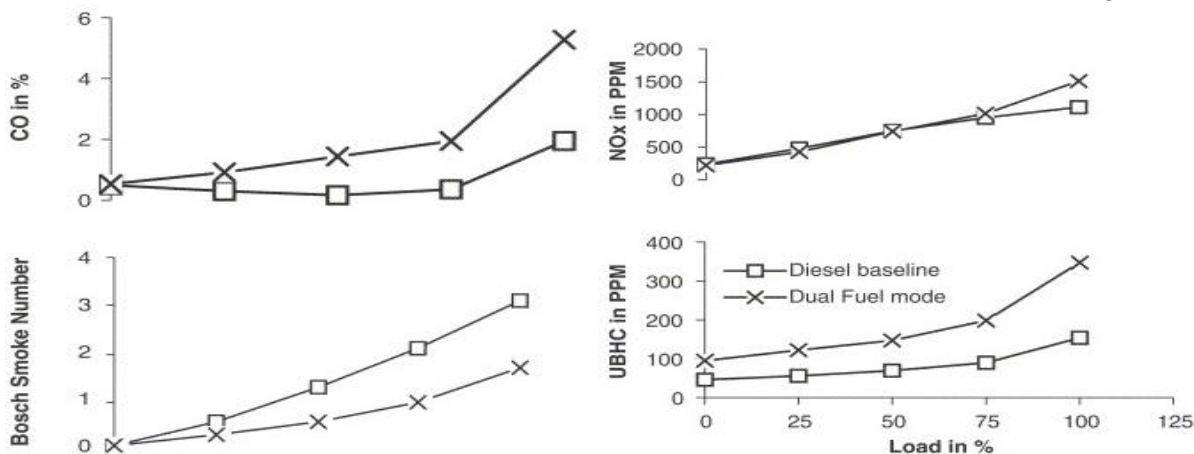 CO in %
6
4
2
0
NOx in PPM
2000
1500
1000
500
0
Bosch Smoke Number
4
3
2
1
0
UBHC in PPM
400
300
200
100
0
Diesel baseline
Dual Fuel mode
0 25 50 75 100 125
Load in %